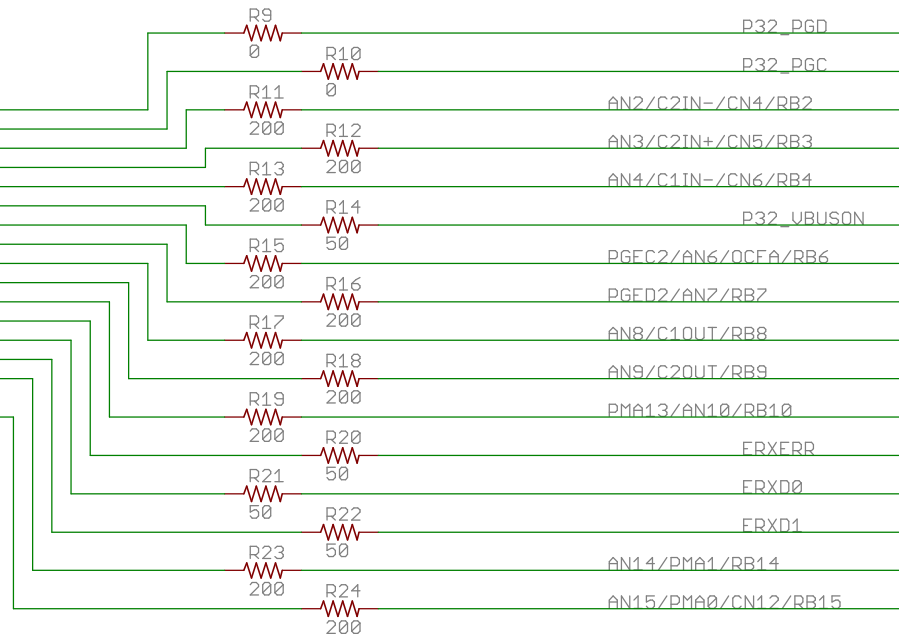 R9
0
P32_PGD
R10
0
P32_PGC
R11
200
AN2/C2IN-/CN4/RB2
R12
200
AN3/C2IN+/CN5/RB3
R13
200
AN4/C1IN-/CN6/RB4
R14
50
P32_VBUSON
R15
200
PGEC2/AN6/OCFA/RB6
R16
200
PGED2/AN7/RB7
R17
200
AN8/C1OUT/RB8
R18
200
AN9/C2OUT/RB9
R19
200
PMA13/AN10/RB10
R20
50
ERXERR
R21
50
ERXD0
R22
50
ERXD1
R23
200
AN14/PMA1/RB14
R24
200
AN15/PMA0/CN12/RB15